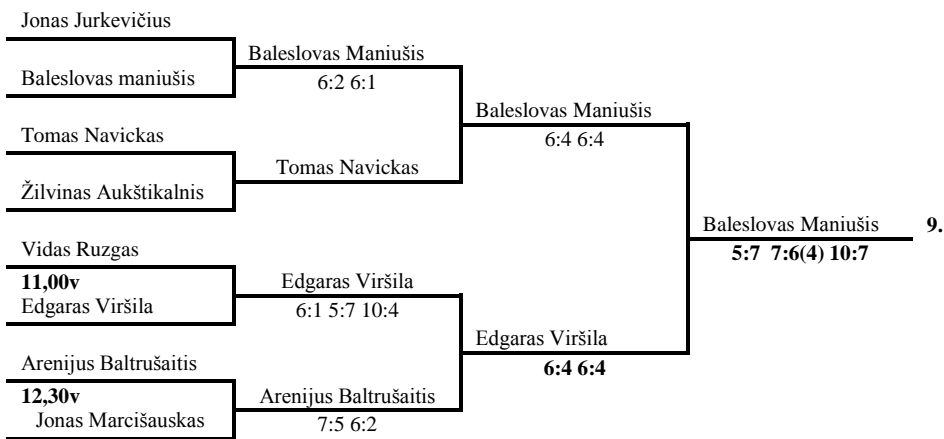 Jonas Jurkevičius
Baleslovas Maniušis
Baleslovas maniušis
6:2 6:1
Baleslovas Maniušis
Tomas Navickas
6:4 6:4
Tomas Navickas
Žilvinas Aukštikalnis
Baleslovas Maniušis 9.
Vidas Ruzgas
5:7 7:6(4) 10:7
11,00v
Edgaras Viršila
Edgaras Viršila
6:1 5:7 10:4
Edgaras Viršila
Arenijus Baltrušaitis
6:4 6:4
12,30v
Arenijus Baltrušaitis
Jonas Marcišauskas
7:5 6:2